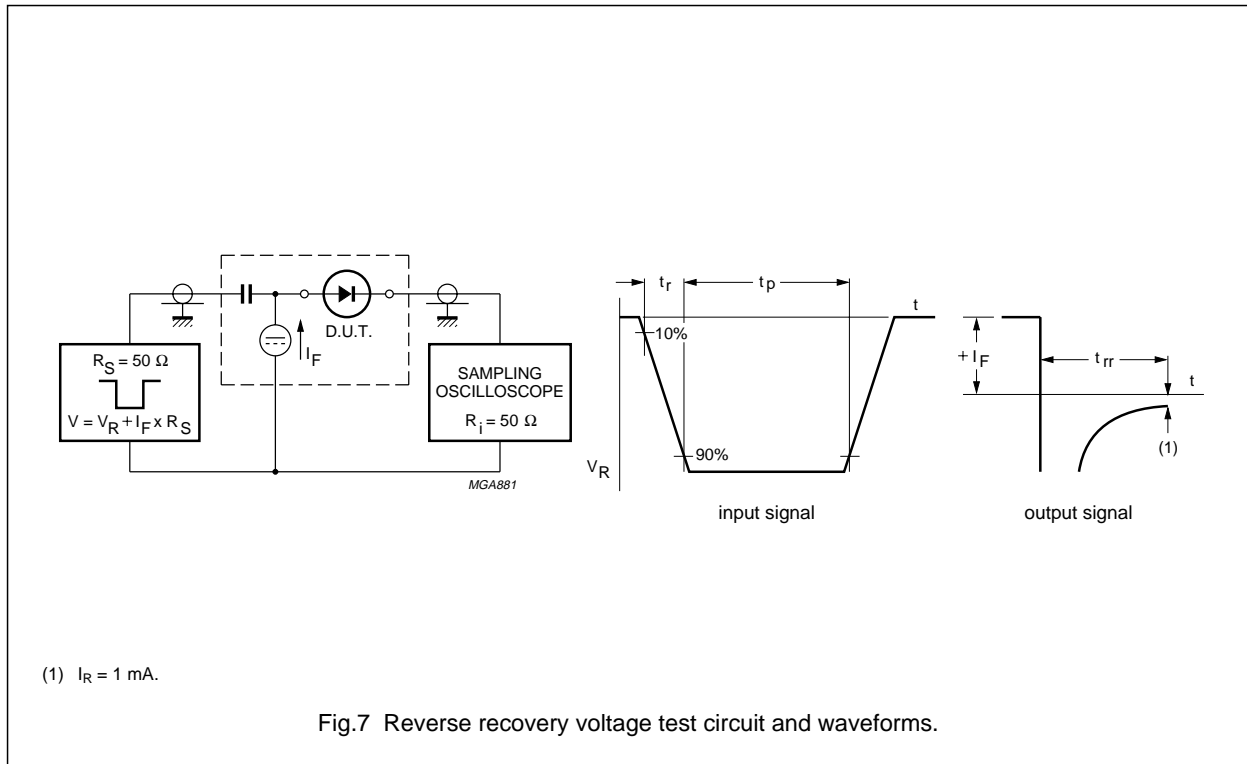 R_S = 50 Ω
V = V_R + I_F x R_S
I_F
D.U.T.
SAMPLING
OSCILLOSCOPE
R_i = 50 Ω
MGA881
t_r
t_p
t
10%
90%
V_R
input signal
+ I_F
t_rr
t
(1)
output signal
(1) I_R = 1 mA.
Fig.7 Reverse recovery voltage test circuit and waveforms.